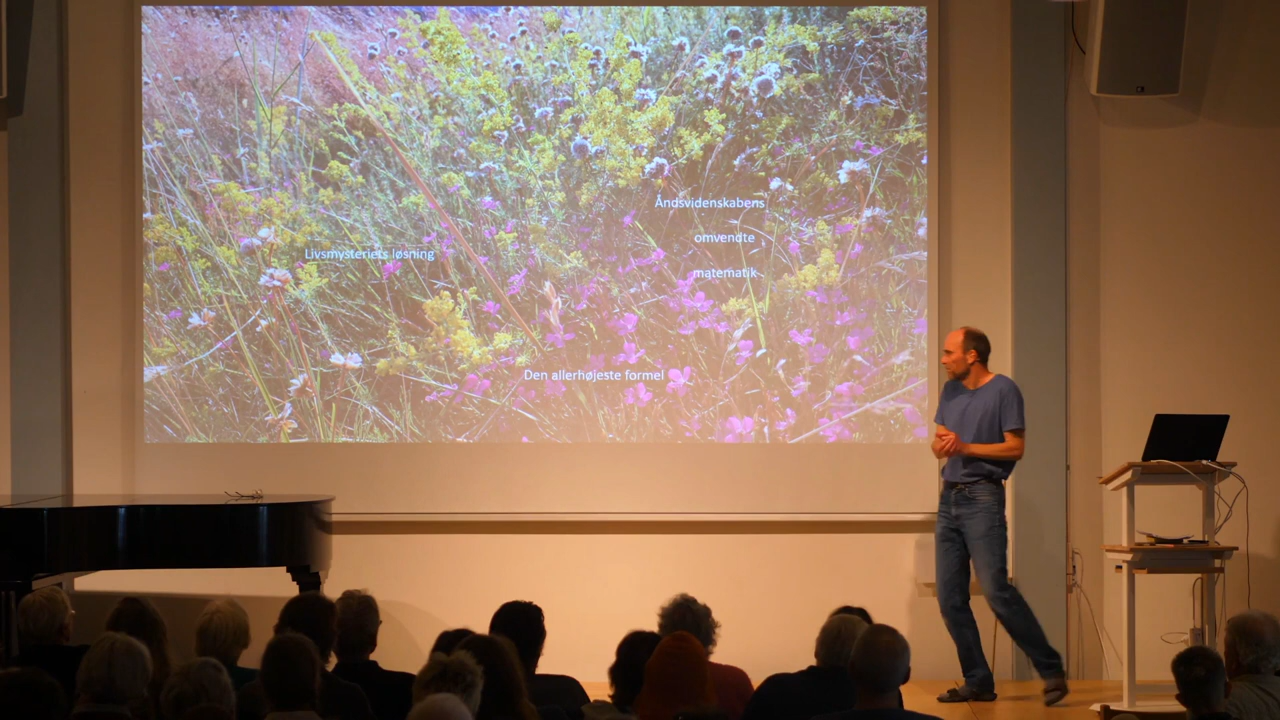 Åndsvidenskabens
omvendte
matematik
Livsmysteriets løsning
Den allerhøjeste formel